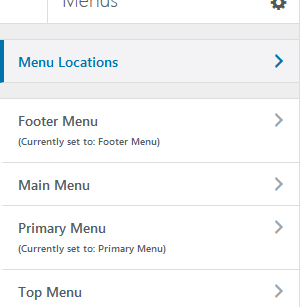 Menus
Menu Locations
Footer Menu
(Currently set to: Footer Menu)
Main Menu
Primary Menu
(Currently set to: Primary Menu)
Top Menu